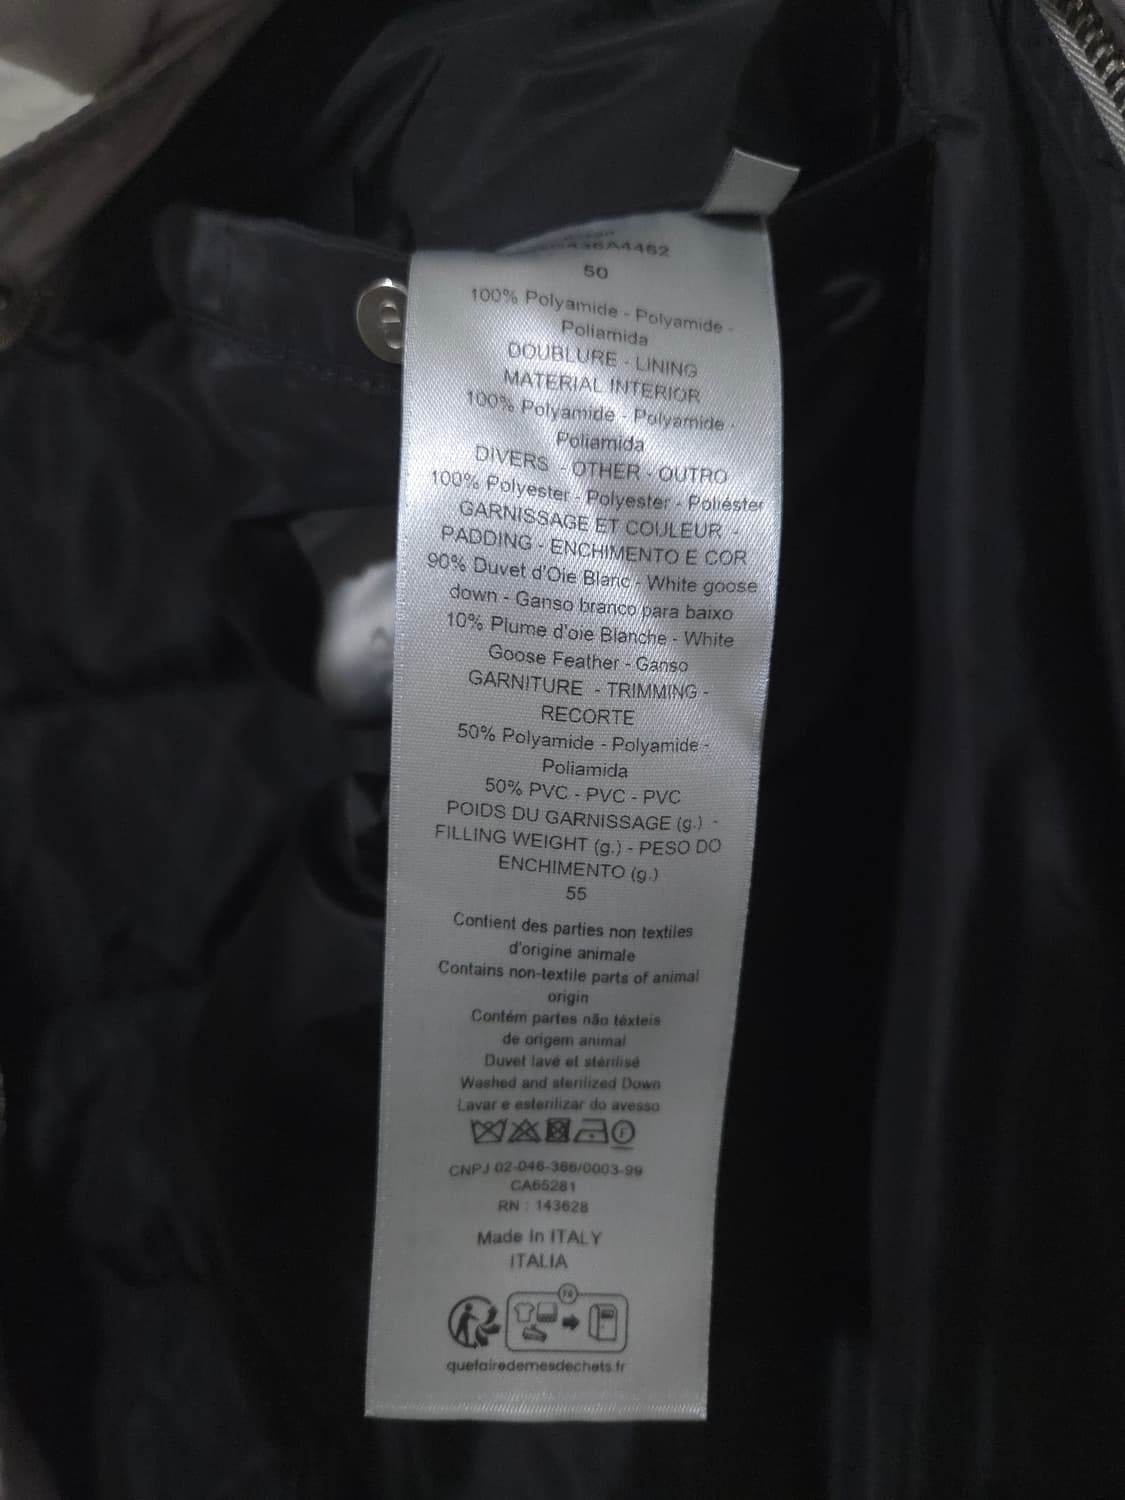 50
100% Polyamide - Polyamide -
Poliamida
DOUBLURE - LINING
MATERIAL INTERIOR
100% Polyamide - Polyamide -
Poliamida
DIVERS - OTHER - OUTRO
100% Polyester - Polyester - Poliéster
GARNISSAGE ET COULEUR -
PADDING - ENCHIMENTO E COR
90% Duvet d'Oie Blanc - White goose
down - Ganso branco para baixo
10% Plume d'oie Blanche - White
Goose Feather - Ganso
GARNITURE - TRIMMING -
RECORTE
50% Polyamide - Polyamide -
Poliamida
50% PVC - PVC - PVC
POIDS DU GARNISSAGE (g.) -
FILLING WEIGHT (g.) - PESO DO
ENCHIMENTO (g.)
55
Contient des parties non textiles
d'origine animale
Contains non-textile parts of animal
origin
Contém partes não têxteis
de origem animal
Duvet lavé et stérilisé
Washed and sterilized Down
Lavar e esterilizar do avesso
F
CNPJ 02-046-366/0003-99
CA65281
RN : 143628
Made in ITALY
ITALIA
FR
quefairedemesdechets.fr